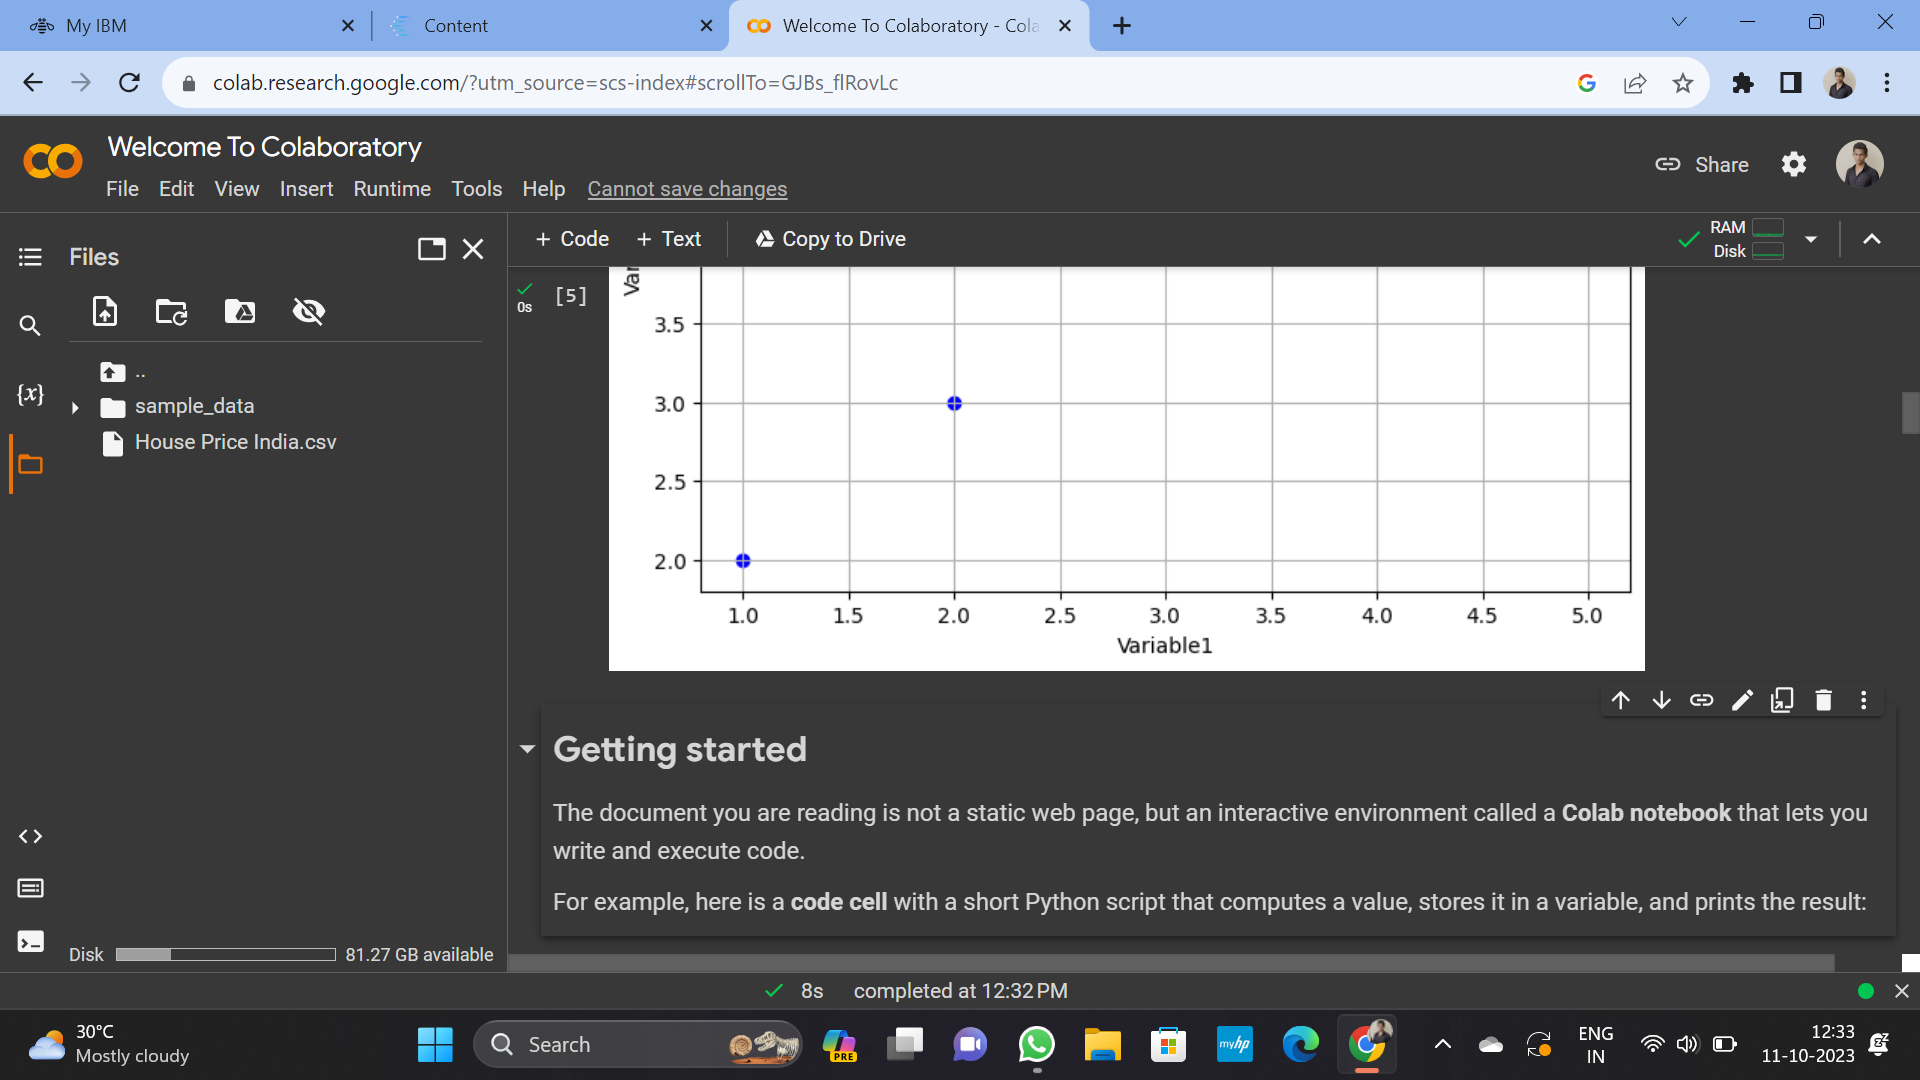 My IBM
Content
Welcome To Colaboratory - Cola
colab.research.google.com/?utm_source=scs-index#scrollTo=GJBs_flRovLc
Welcome To Colaboratory
File Edit View Insert Runtime Tools Help Cannot save changes
Share
Files
+ Code + Text Copy to Drive
RAM
Disk
..
sample_data
House Price India.csv
{x}
0s
[5]
Var
3.5
3.0
2.5
2.0
1.0 1.5 2.0 2.5 3.0 3.5 4.0 4.5 5.0
Variable1
Getting started
The document you are reading is not a static web page, but an interactive environment called a Colab notebook that lets you
write and execute code.
For example, here is a code cell with a short Python script that computes a value, stores it in a variable, and prints the result:
Disk 81.27 GB available
8s completed at 12:32 PM
30°C
Mostly cloudy
Search
PRE
myhp
ENG
IN
12:33
11-10-2023